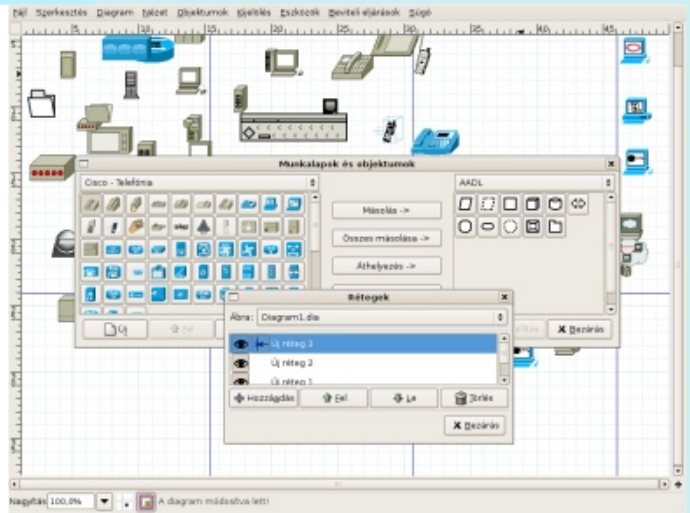 Fájl Szerkesztés Diagram Nézet Objektumok Kijelölés Eszközök Beviteli eljárások Súgó
Munkalapok és objektumok
Cisco - Telefónia
AADL
Másolás ->
Összes másolása ->
Áthelyezés ->
Új
Fel
Bezárás
Rétegek
Ábra: Diagram1.dia
Új réteg 3
Új réteg 2
Új réteg 1
Hozzáadás
Fel
Le
Törlés
Bezárás
Nagyítás 100,0%
A diagram módosítva lett!